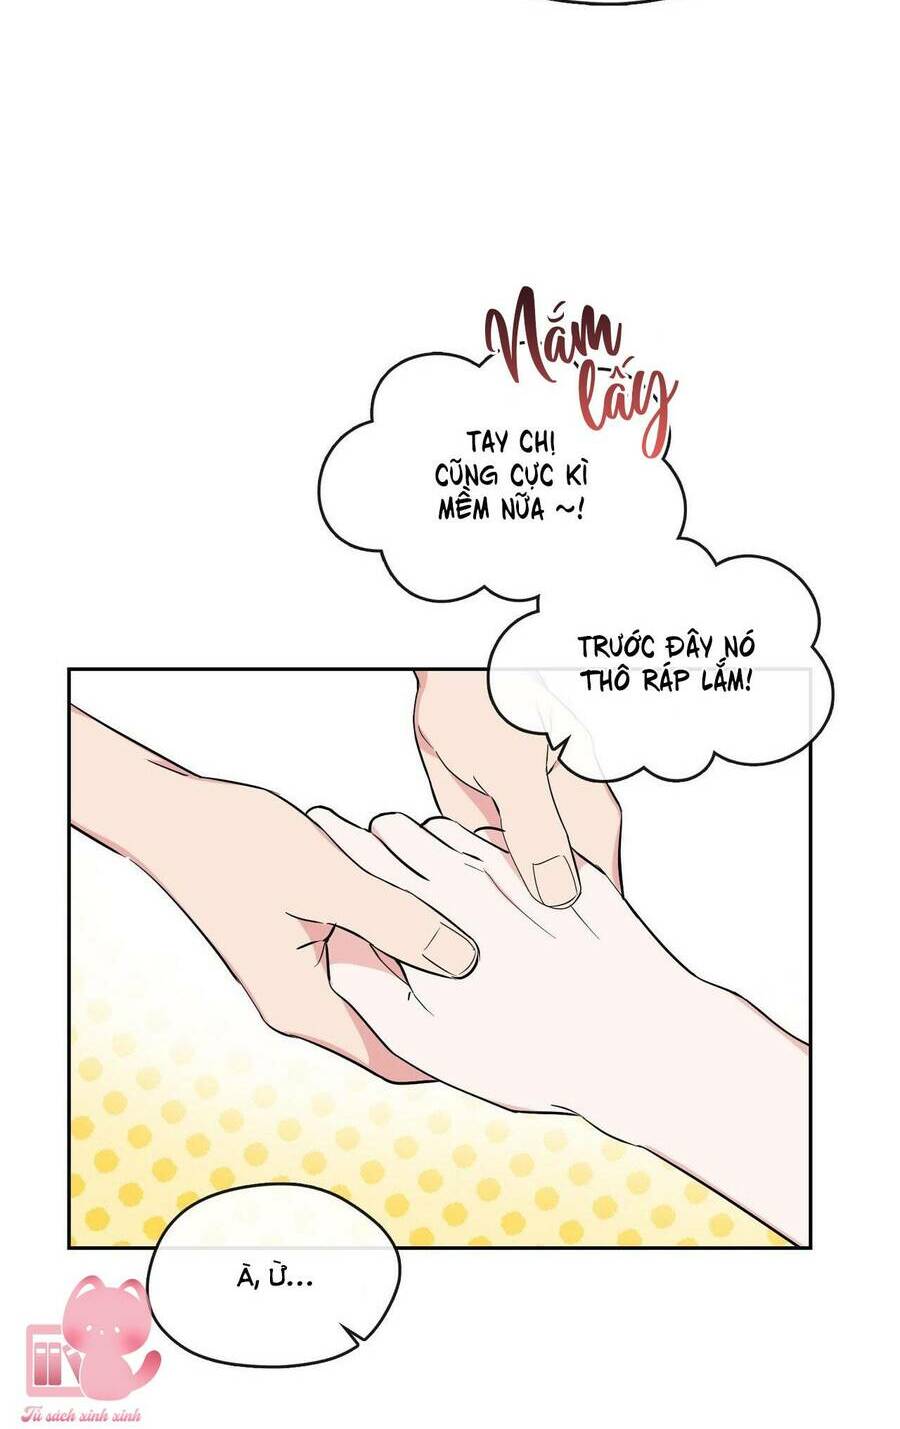 Nắm
lấy
TAY CHỊ
CŨNG CỰC KÌ
MỀM NỮA ~!
TRƯỚC ĐÂY NÓ
THÔ RÁP LẮM!
À, Ừ...
Tủ sách xinh xinh